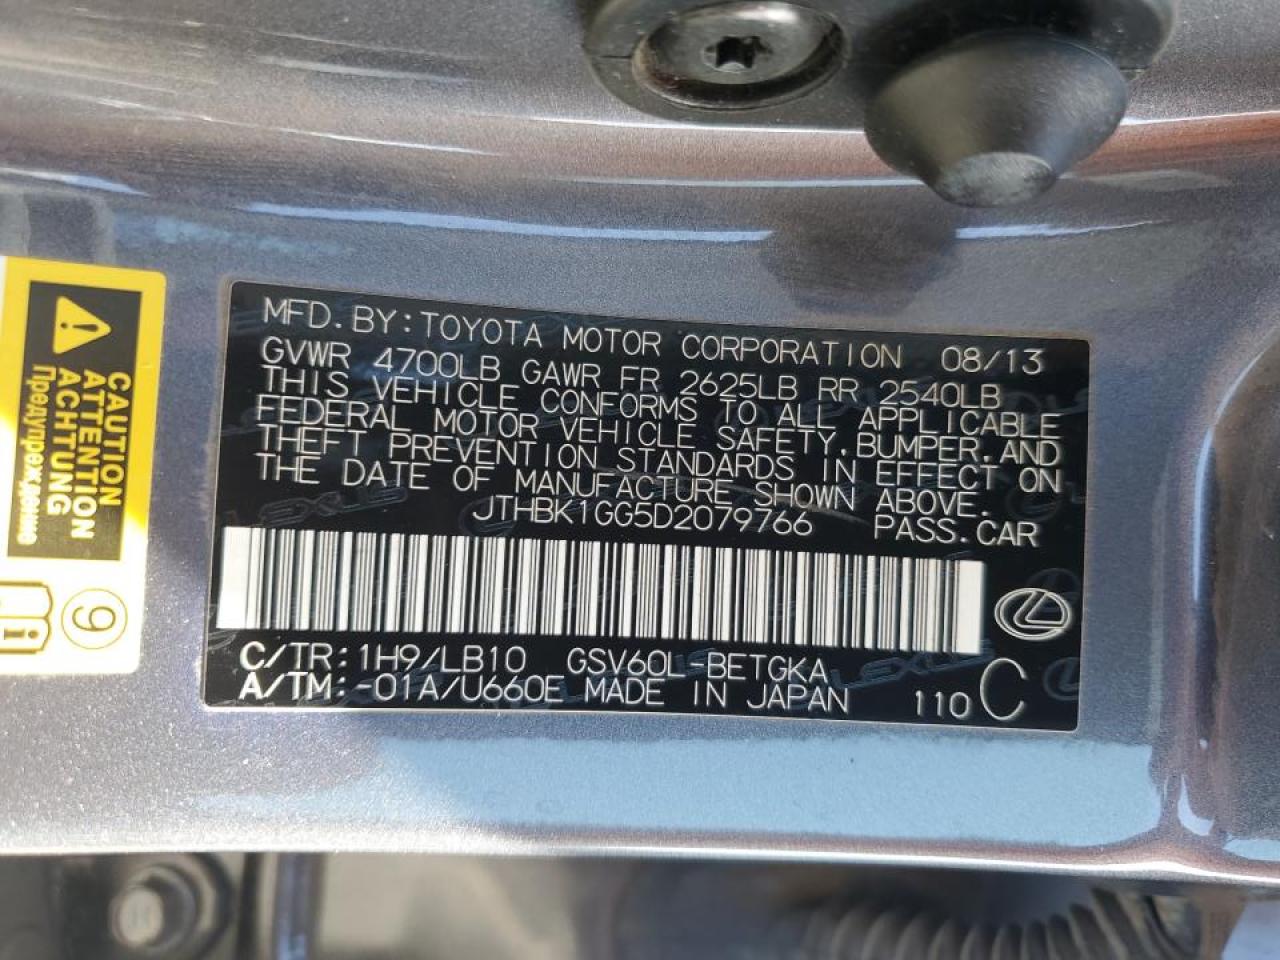 MFD. BY: TOYOTA MOTOR CORPORATION 08/13
GVWR 4700LB GAWR FR 2625LB RR 2540LB
THIS VEHICLE CONFORMS TO ALL APPLICABLE
FEDERAL MOTOR VEHICLE SAFETY, BUMPER, AND
THEFT PREVENTION STANDARDS IN EFFECT ON
THE DATE OF MANUFACTURE SHOWN ABOVE.
JTHBK1GG5D2079766 PASS. CAR
C/TR: 1H9/LB10 GSV60L-BETGKA
A/TM: -01A/U660E MADE IN JAPAN 110 C
CAUTION
ATTENTION
ACHTUNG
Предупреждение
9
i
LEXUS
LEXUS